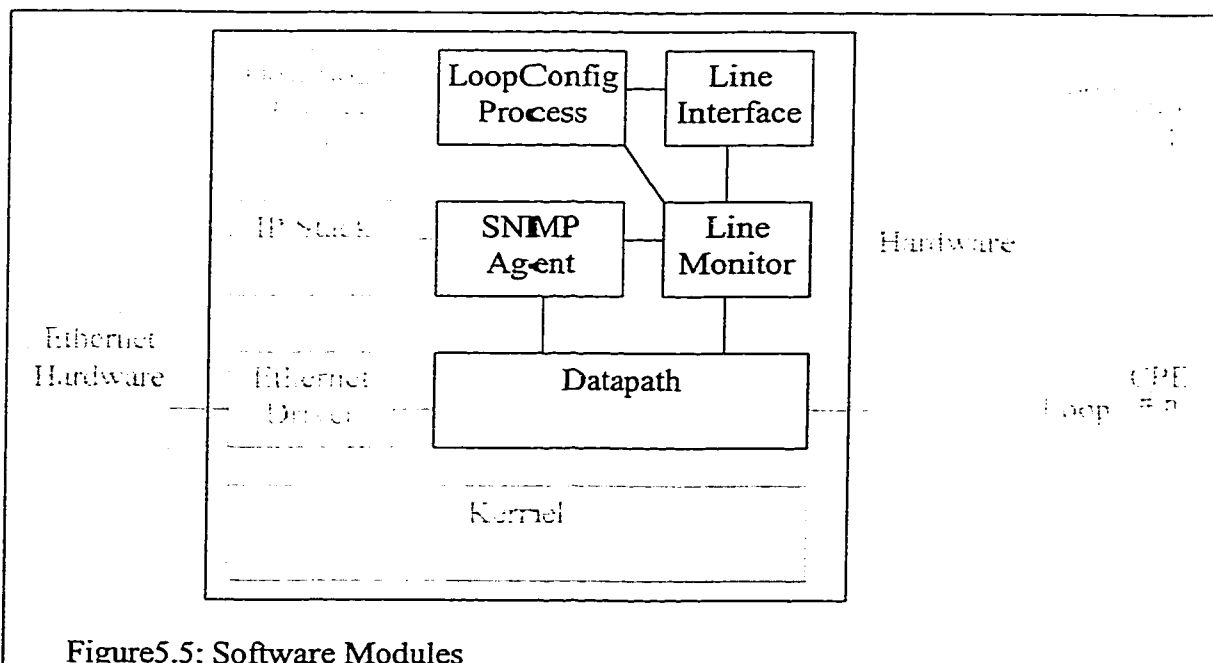 LoopConfig
Process
Line
Interface
IP Stack
SNMP
Agent
Line
Monitor
Hardware
Ethernet
Hardware
Ethernet
Driver
Datapath
CPE
# n
Loop
Kernel
Figure5.5: Software Modules